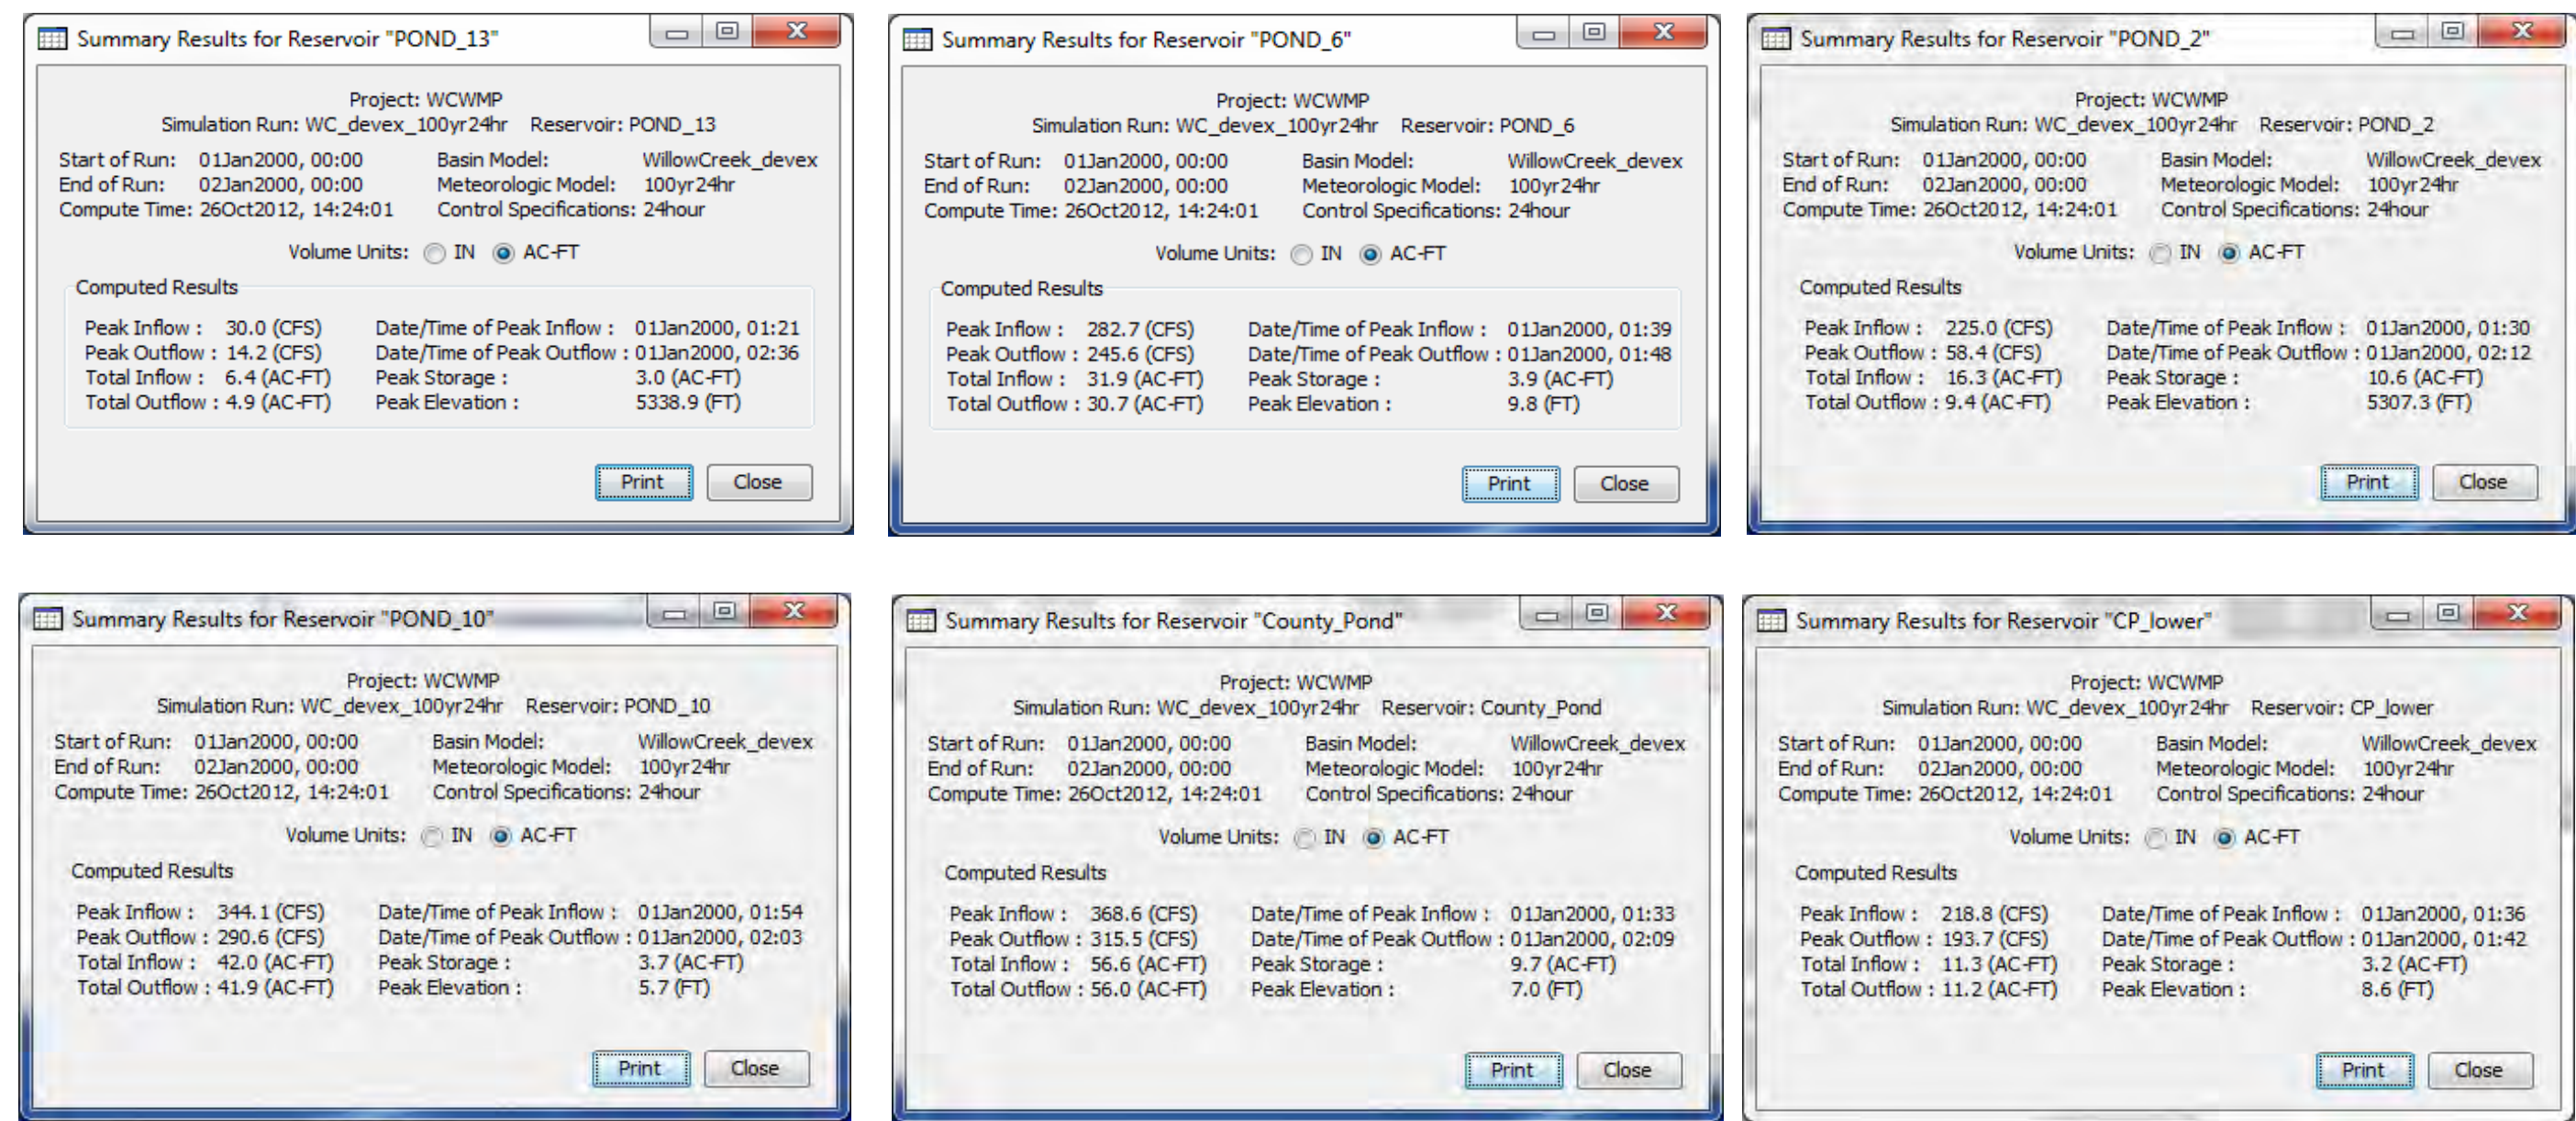 Summary Results for Reservoir "POND_13"
Project: WCWMP
Simulation Run: WC_devex_100yr24hr Reservoir: POND_13
Start of Run: 01Jan2000, 00:00 Basin Model: WillowCreek_devex
End of Run: 02Jan2000, 00:00 Meteorologic Model: 100yr24hr
Compute Time: 26Oct2012, 14:24:01 Control Specifications: 24hour
Volume Units: IN AC-FT
Computed Results
Peak Inflow : 30.0 (CFS) Date/Time of Peak Inflow : 01Jan2000, 01:21
Peak Outflow : 14.2 (CFS) Date/Time of Peak Outflow : 01Jan2000, 02:36
Total Inflow : 6.4 (AC-FT) Peak Storage : 3.0 (AC-FT)
Total Outflow : 4.9 (AC-FT) Peak Elevation : 5338.9 (FT)
Print Close
Summary Results for Reservoir "POND_6"
Project: WCWMP
Simulation Run: WC_devex_100yr24hr Reservoir: POND_6
Start of Run: 01Jan2000, 00:00 Basin Model: WillowCreek_devex
End of Run: 02Jan2000, 00:00 Meteorologic Model: 100yr24hr
Compute Time: 26Oct2012, 14:24:01 Control Specifications: 24hour
Volume Units: IN AC-FT
Computed Results
Peak Inflow : 282.7 (CFS) Date/Time of Peak Inflow : 01Jan2000, 01:39
Peak Outflow : 245.6 (CFS) Date/Time of Peak Outflow : 01Jan2000, 01:48
Total Inflow : 31.9 (AC-FT) Peak Storage : 3.9 (AC-FT)
Total Outflow : 30.7 (AC-FT) Peak Elevation : 9.8 (FT)
Print Close
Summary Results for Reservoir "POND_2"
Project: WCWMP
Simulation Run: WC_devex_100yr24hr Reservoir: POND_2
Start of Run: 01Jan2000, 00:00 Basin Model: WillowCreek_devex
End of Run: 02Jan2000, 00:00 Meteorologic Model: 100yr24hr
Compute Time: 26Oct2012, 14:24:01 Control Specifications: 24hour
Volume Units: IN AC-FT
Computed Results
Peak Inflow : 225.0 (CFS) Date/Time of Peak Inflow : 01Jan2000, 01:30
Peak Outflow : 58.4 (CFS) Date/Time of Peak Outflow : 01Jan2000, 02:12
Total Inflow : 16.3 (AC-FT) Peak Storage : 10.6 (AC-FT)
Total Outflow : 9.4 (AC-FT) Peak Elevation : 5307.3 (FT)
Print Close
Summary Results for Reservoir "POND_10"
Project: WCWMP
Simulation Run: WC_devex_100yr24hr Reservoir: POND_10
Start of Run: 01Jan2000, 00:00 Basin Model: WillowCreek_devex
End of Run: 02Jan2000, 00:00 Meteorologic Model: 100yr24hr
Compute Time: 26Oct2012, 14:24:01 Control Specifications: 24hour
Volume Units: IN AC-FT
Computed Results
Peak Inflow : 344.1 (CFS) Date/Time of Peak Inflow : 01Jan2000, 01:54
Peak Outflow : 290.6 (CFS) Date/Time of Peak Outflow : 01Jan2000, 02:03
Total Inflow : 42.0 (AC-FT) Peak Storage : 3.7 (AC-FT)
Total Outflow : 41.9 (AC-FT) Peak Elevation : 5.7 (FT)
Print Close
Summary Results for Reservoir "County_Pond"
Project: WCWMP
Simulation Run: WC_devex_100yr24hr Reservoir: County_Pond
Start of Run: 01Jan2000, 00:00 Basin Model: WillowCreek_devex
End of Run: 02Jan2000, 00:00 Meteorologic Model: 100yr24hr
Compute Time: 26Oct2012, 14:24:01 Control Specifications: 24hour
Volume Units: IN AC-FT
Computed Results
Peak Inflow : 368.6 (CFS) Date/Time of Peak Inflow : 01Jan2000, 01:33
Peak Outflow : 315.5 (CFS) Date/Time of Peak Outflow : 01Jan2000, 02:09
Total Inflow : 56.6 (AC-FT) Peak Storage : 9.7 (AC-FT)
Total Outflow : 56.0 (AC-FT) Peak Elevation : 7.0 (FT)
Print Close
Summary Results for Reservoir "CP_lower"
Project: WCWMP
Simulation Run: WC_devex_100yr24hr Reservoir: CP_lower
Start of Run: 01Jan2000, 00:00 Basin Model: WillowCreek_devex
End of Run: 02Jan2000, 00:00 Meteorologic Model: 100yr24hr
Compute Time: 26Oct2012, 14:24:01 Control Specifications: 24hour
Volume Units: IN AC-FT
Computed Results
Peak Inflow : 218.8 (CFS) Date/Time of Peak Inflow : 01Jan2000, 01:36
Peak Outflow : 193.7 (CFS) Date/Time of Peak Outflow : 01Jan2000, 01:42
Total Inflow : 11.3 (AC-FT) Peak Storage : 3.2 (AC-FT)
Total Outflow : 11.2 (AC-FT) Peak Elevation : 8.6 (FT)
Print Close